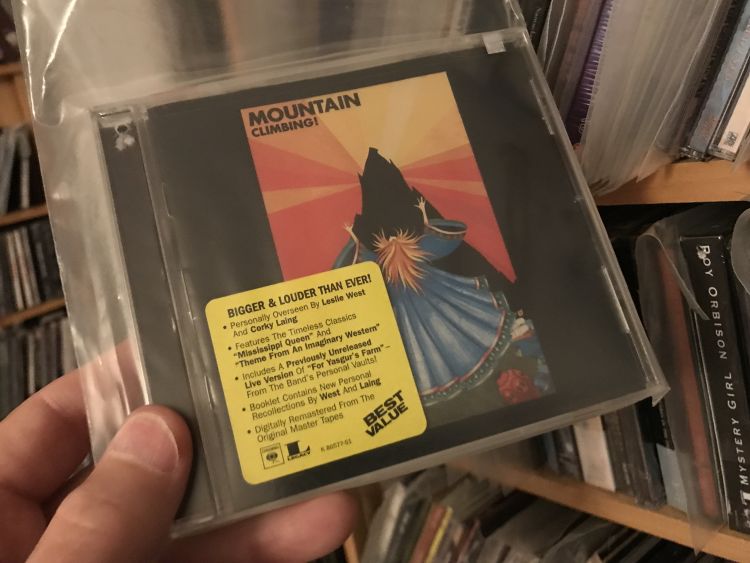 MOUNTAIN
CLIMBING!
BIGGER & LOUDER THAN EVER!
• Personally Overseen By Leslie West
And Corky Laing
• Features The Timeless Classics
"Mississippi Queen" And
"Theme From An Imaginary Western"
• Includes A Previously Unreleased
Live Version Of "For Yasgur's Farm" –
From The Band's Personal Vaults!
• Booklet Contains New Personal
Recollections By West And Laing
• Digitally Remastered From The
Original Master Tapes
BEST
VALUE
ROY ORBISON
MYSTERY GIRL